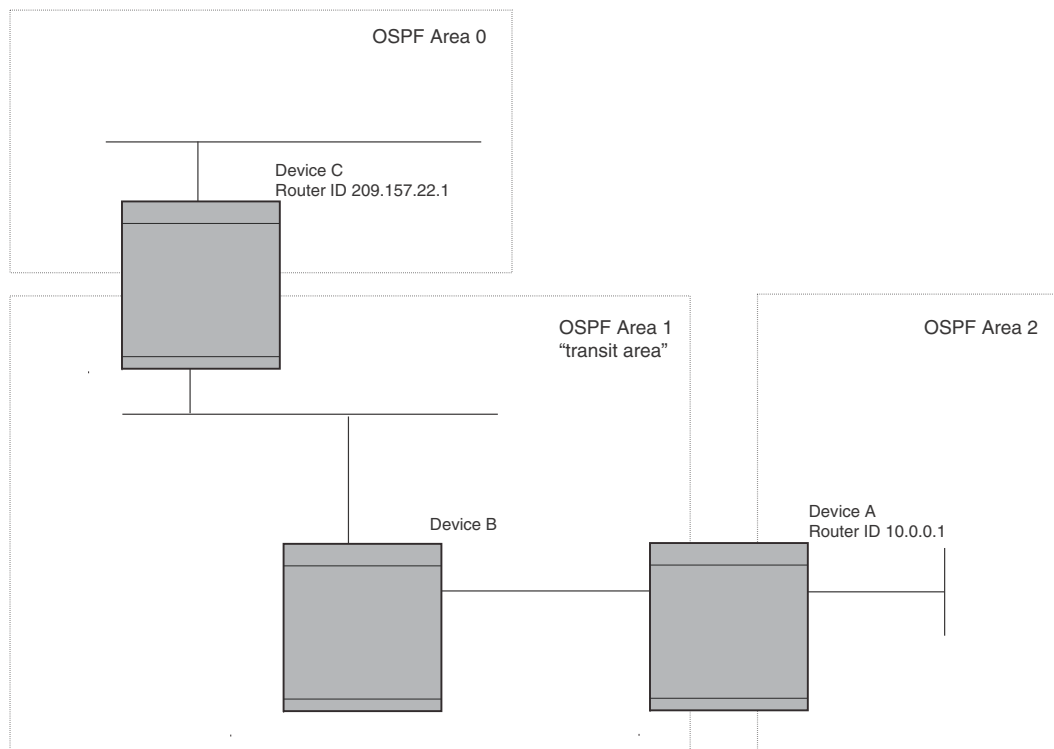 OSPF Area 0
Device C
Router ID 209.157.22.1
OSPF Area 1
“transit area”
OSPF Area 2
Device B
Device A
Router ID 10.0.0.1